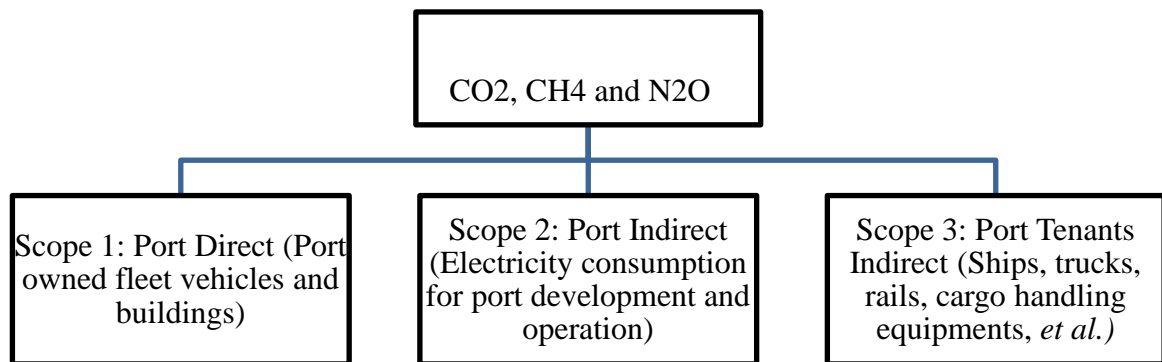 CO2, CH4 and N2O
Scope 1: Port Direct (Port
owned fleet vehicles and
buildings)
Scope 2: Port Indirect
(Electricity consumption
for port development and
operation)
Scope 3: Port Tenants
Indirect (Ships, trucks,
rails, cargo handling
equipments, et al.)